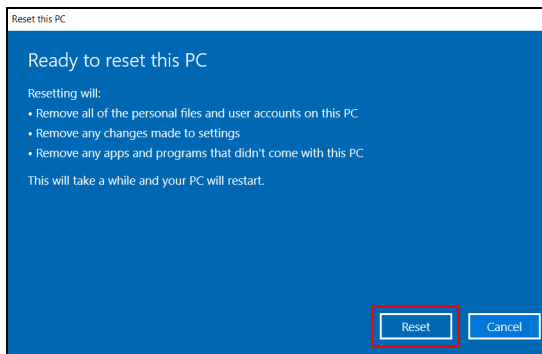 Reset this PC
Ready to reset this PC
Resetting will:
• Remove all of the personal files and user accounts on this PC
• Remove any changes made to settings
• Remove any apps and programs that didn't come with this PC
This will take a while and your PC will restart.
Reset Cancel